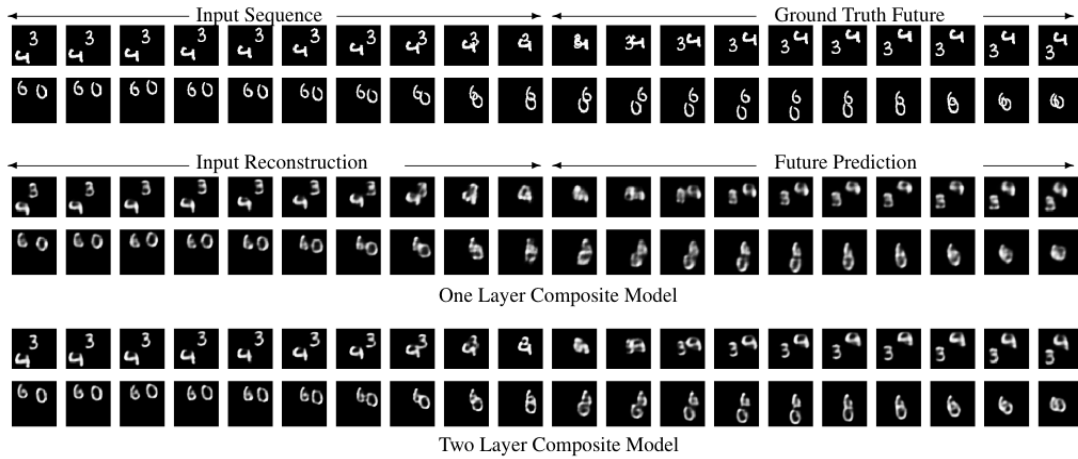 Input Sequence Ground Truth Future
Input Reconstruction Future Prediction
One Layer Composite Model
Two Layer Composite Model